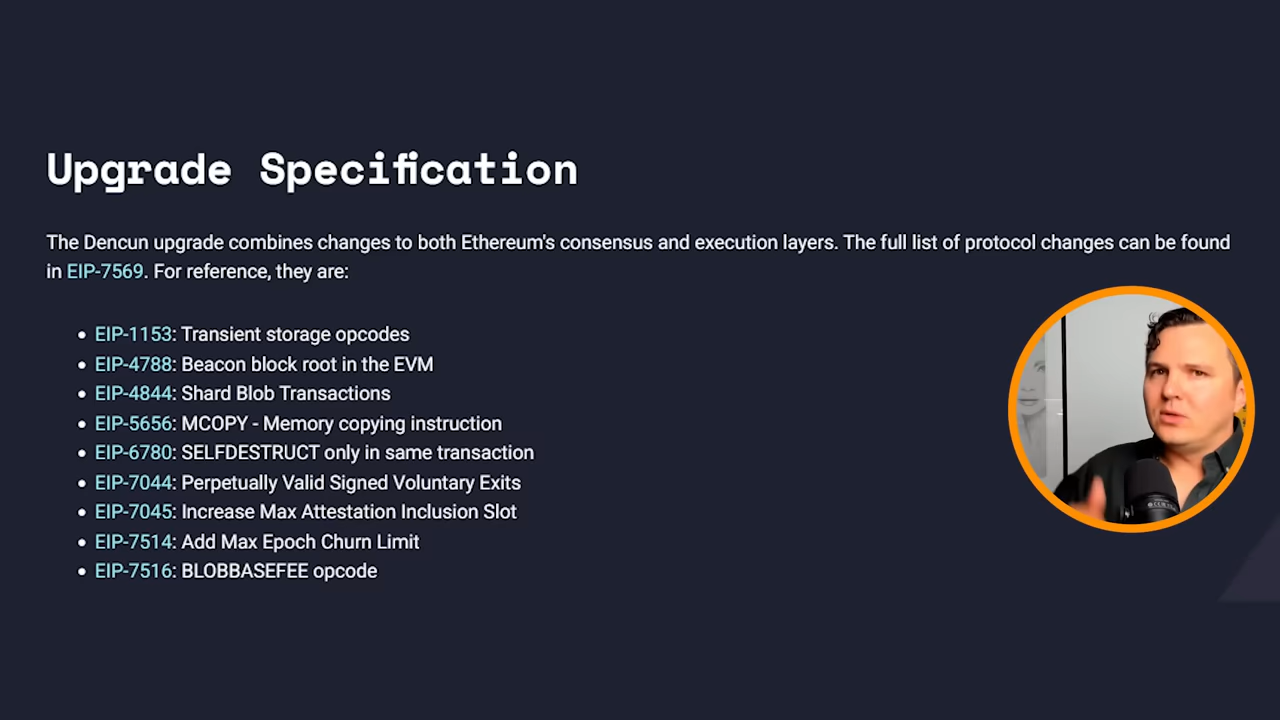 Upgrade Specification
The Dencun upgrade combines changes to both Ethereum's consensus and execution layers. The full list of protocol changes can be found
in EIP-7569. For reference, they are:
• EIP-1153: Transient storage opcodes
• EIP-4788: Beacon block root in the EVM
• EIP-4844: Shard Blob Transactions
• EIP-5656: MCOPY - Memory copying instruction
• EIP-6780: SELFDESTRUCT only in same transaction
• EIP-7044: Perpetually Valid Signed Voluntary Exits
• EIP-7045: Increase Max Attestation Inclusion Slot
• EIP-7514: Add Max Epoch Churn Limit
• EIP-7516: BLOBBASEFEE opcode